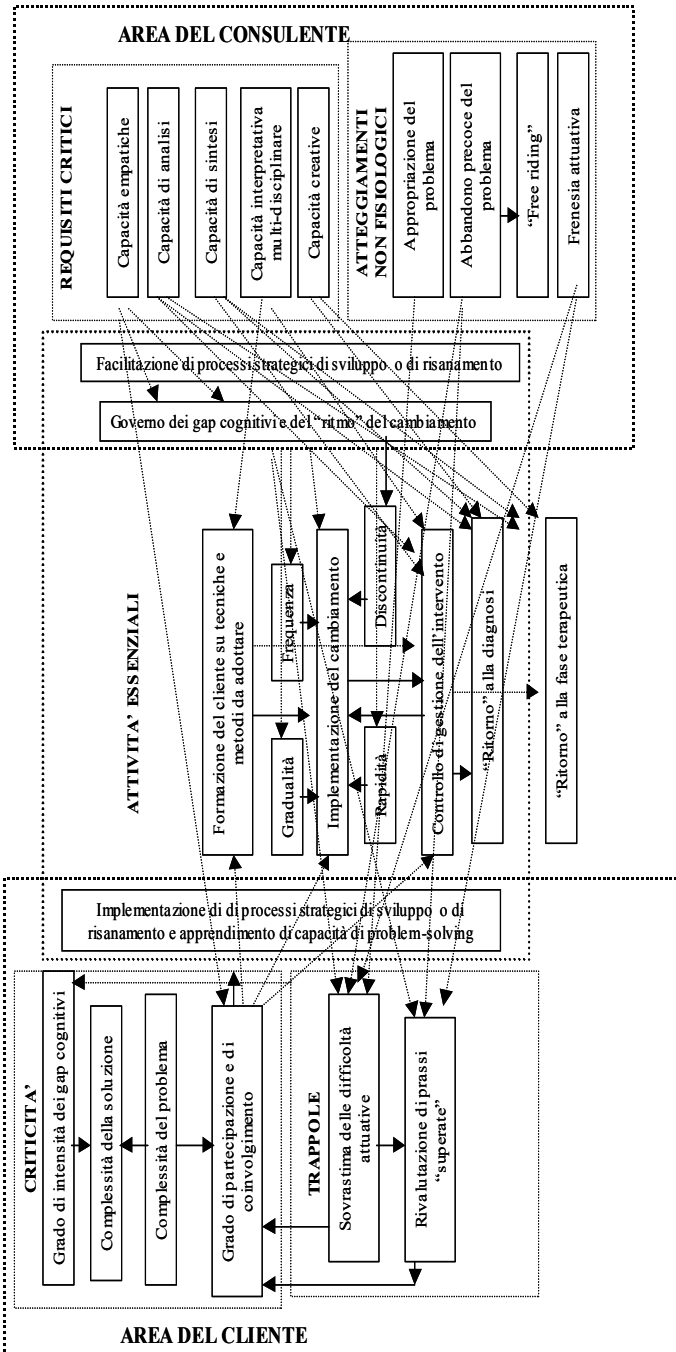 AREA DEL CONSULENTE
REQUISITI CRITICI
Capacità empatiche
Capacità di analisi
Capacità di sintesi
Capacità interpretativa
multi-disciplinare
Capacità creative
ATTEGGIAMENTI
NON FISIOLOGICI
Appropriazione del
problema
Abbandono precoce del
problema
“Free riding”
Frenesia attuativa
Facilitazione di processi strategici di sviluppo o di risanamento
Governo dei gap cognitivi e del “ritmo” del cambiamento
ATTIVITA’ ESSENZIALI
Formazione del cliente su tecniche e
metodi da adottare
Gradualità
Frequenza
Implementazione del cambiamento
Rapidità
Discontinuità
Controllo di gestione dell’intervento
“Ritorno” alla diagnosi
“Ritorno” alla fase terapeutica
Implementazione di di processi strategici di sviluppo o di
risanamento e apprendimento di capacità di problem-solving
CRITICITA’
Grado di intensità dei gap cognitivi
Complessità della soluzione
Complessità del problema
Grado di partecipazione e di
coinvolgimento
TRAPPOLE
Sovrastima delle difficoltà
attuative
Rivalutazione di prassi
“superate”
AREA DEL CLIENTE